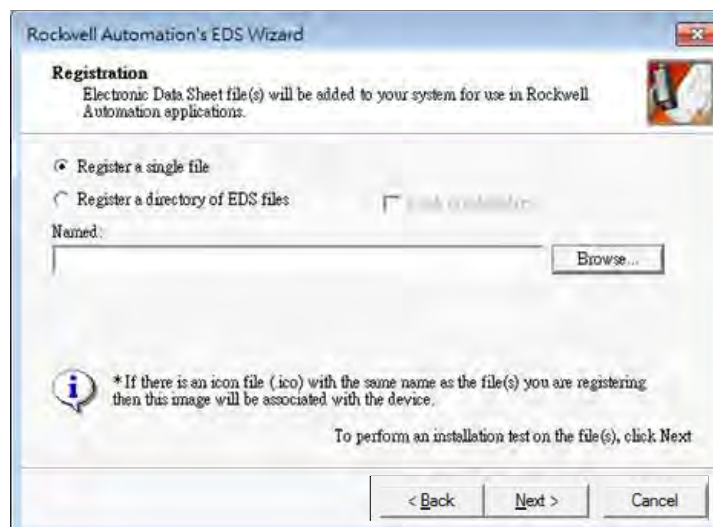 Rockwell Automation's EDS Wizard
Registration
Electronic Data Sheet file(s) will be added to your system for use in Rockwell
Automation applications.
Register a single file
Register a directory of EDS files
Named:
Browse...
*If there is an icon file (.ico) with the same name as the file(s) you are registering
then this image will be associated with the device.
To perform an installation test on the file(s), click Next
< Back
Next >
Cancel